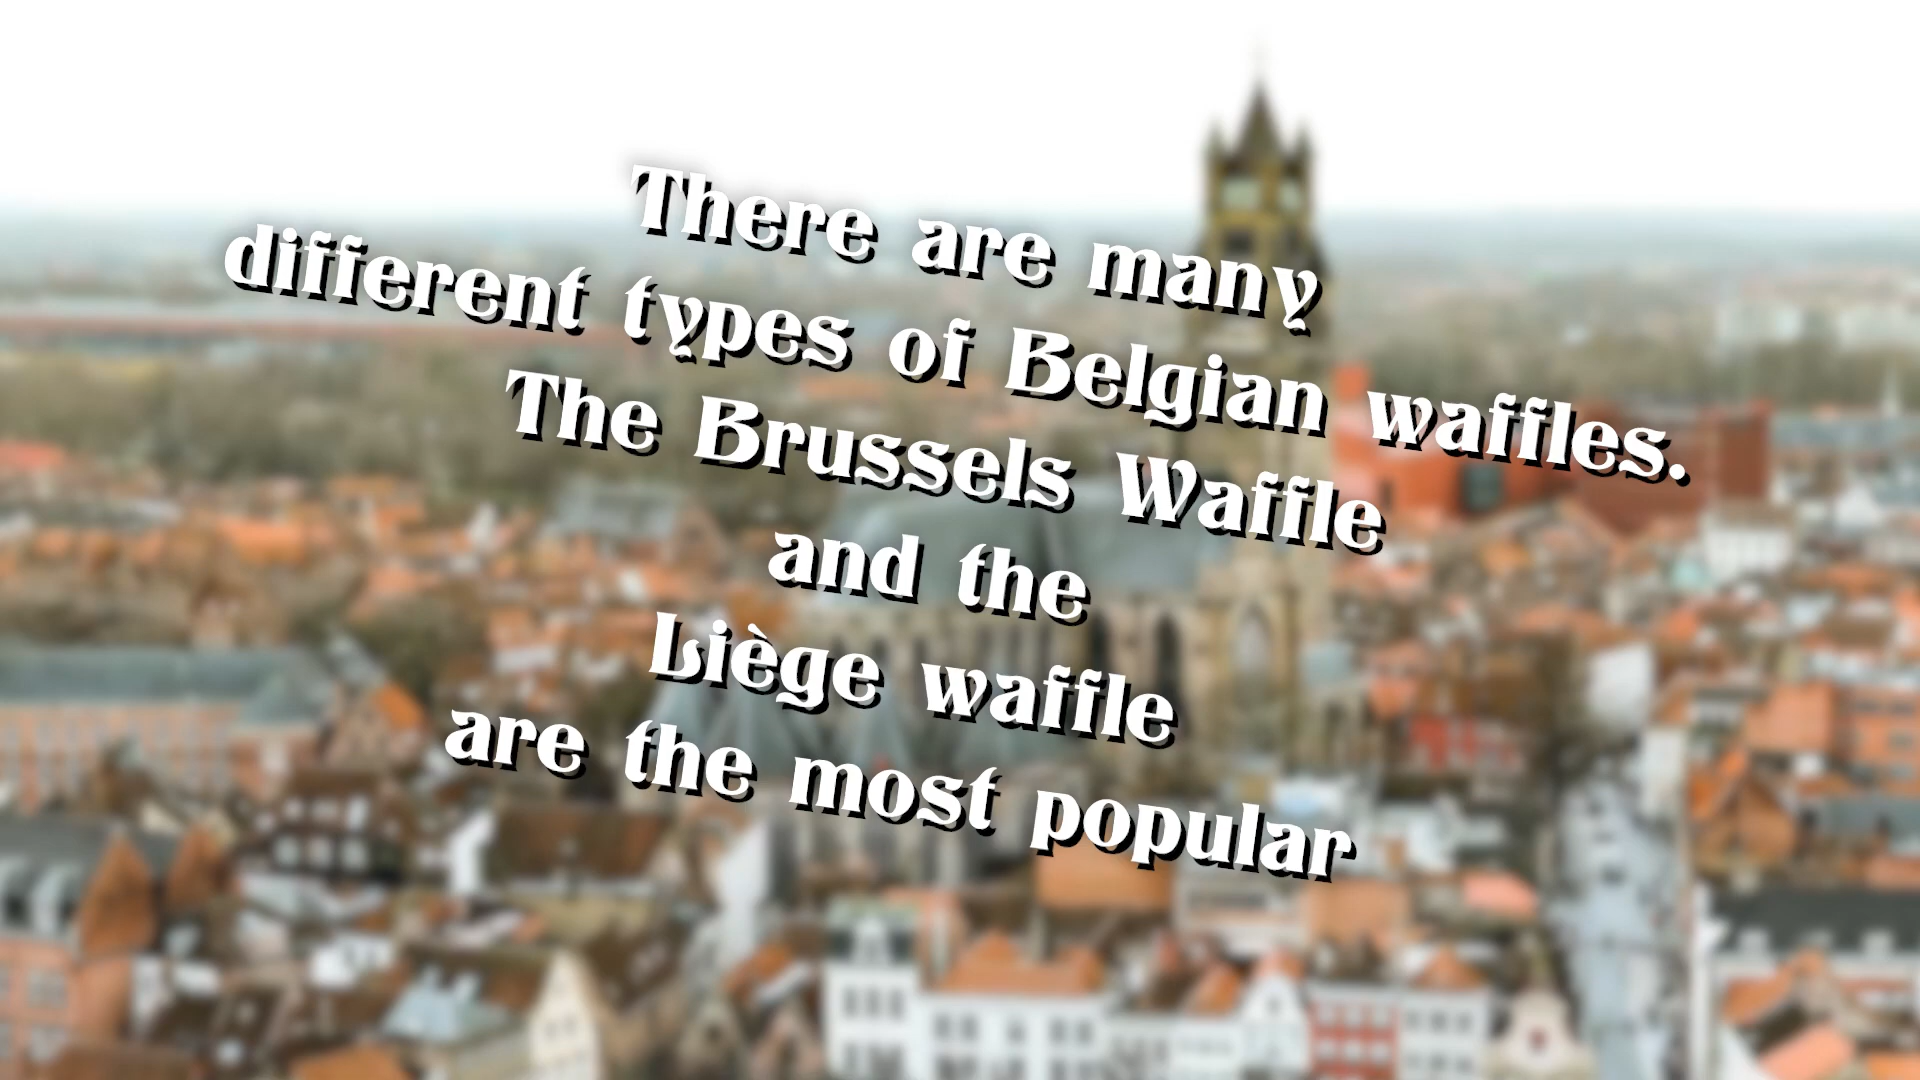 There are many
different types of Belgian waffles.
The Brussels Waffle
and the
Liège waffle
are the most popular